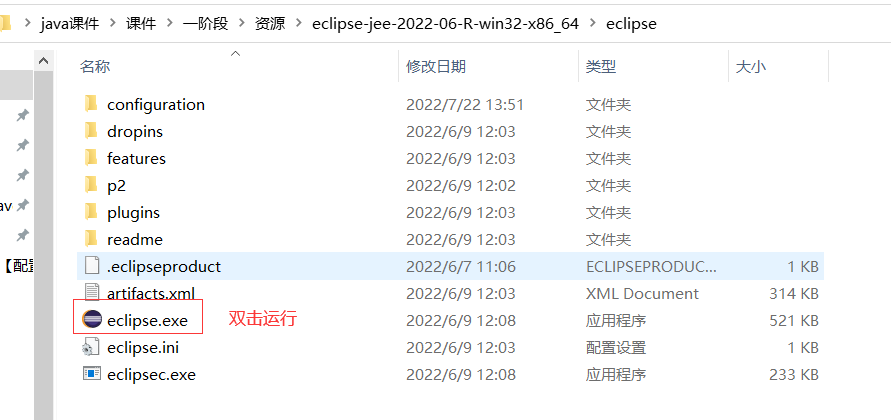 java课件 > 课件 > 一阶段 > 资源 > eclipse-jee-2022-06-R-win32-x86_64 > eclipse
名称 修改日期 类型 大小
configuration 2022/7/22 13:51 文件夹
dropins 2022/6/9 12:03 文件夹
features 2022/6/9 12:03 文件夹
p2 2022/6/9 12:02 文件夹
plugins 2022/6/9 12:03 文件夹
av
readme 2022/6/9 12:03 文件夹
【配置
.eclipseproduct 2022/6/7 11:06 ECLIPSEPRODUC... 1 KB
artifacts.xml 2022/6/9 12:03 XML Document 314 KB
eclipse.exe 双击运行 2022/6/9 12:08 应用程序 521 KB
eclipse.ini 2022/6/9 12:03 配置设置 1 KB
eclipsec.exe 2022/6/9 12:08 应用程序 233 KB